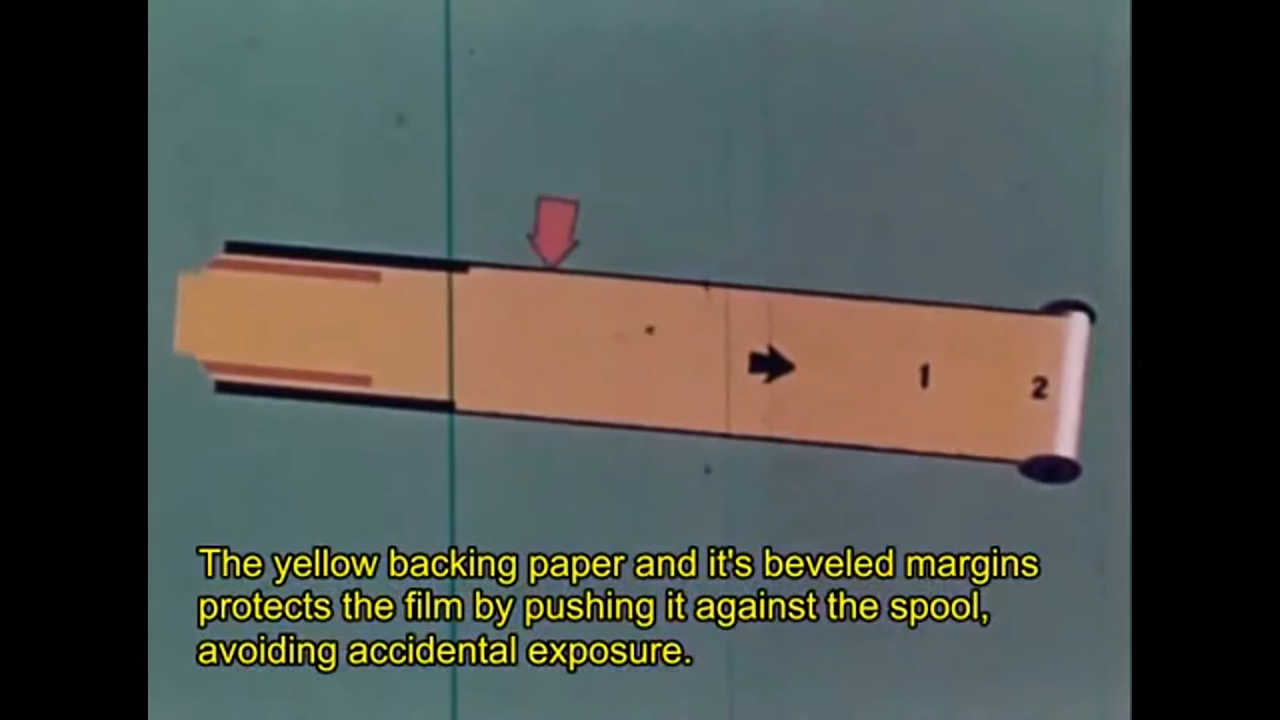 1
2
The yellow backing paper and it's beveled margins
protects the film by pushing it against the spool,
avoiding accidental exposure.